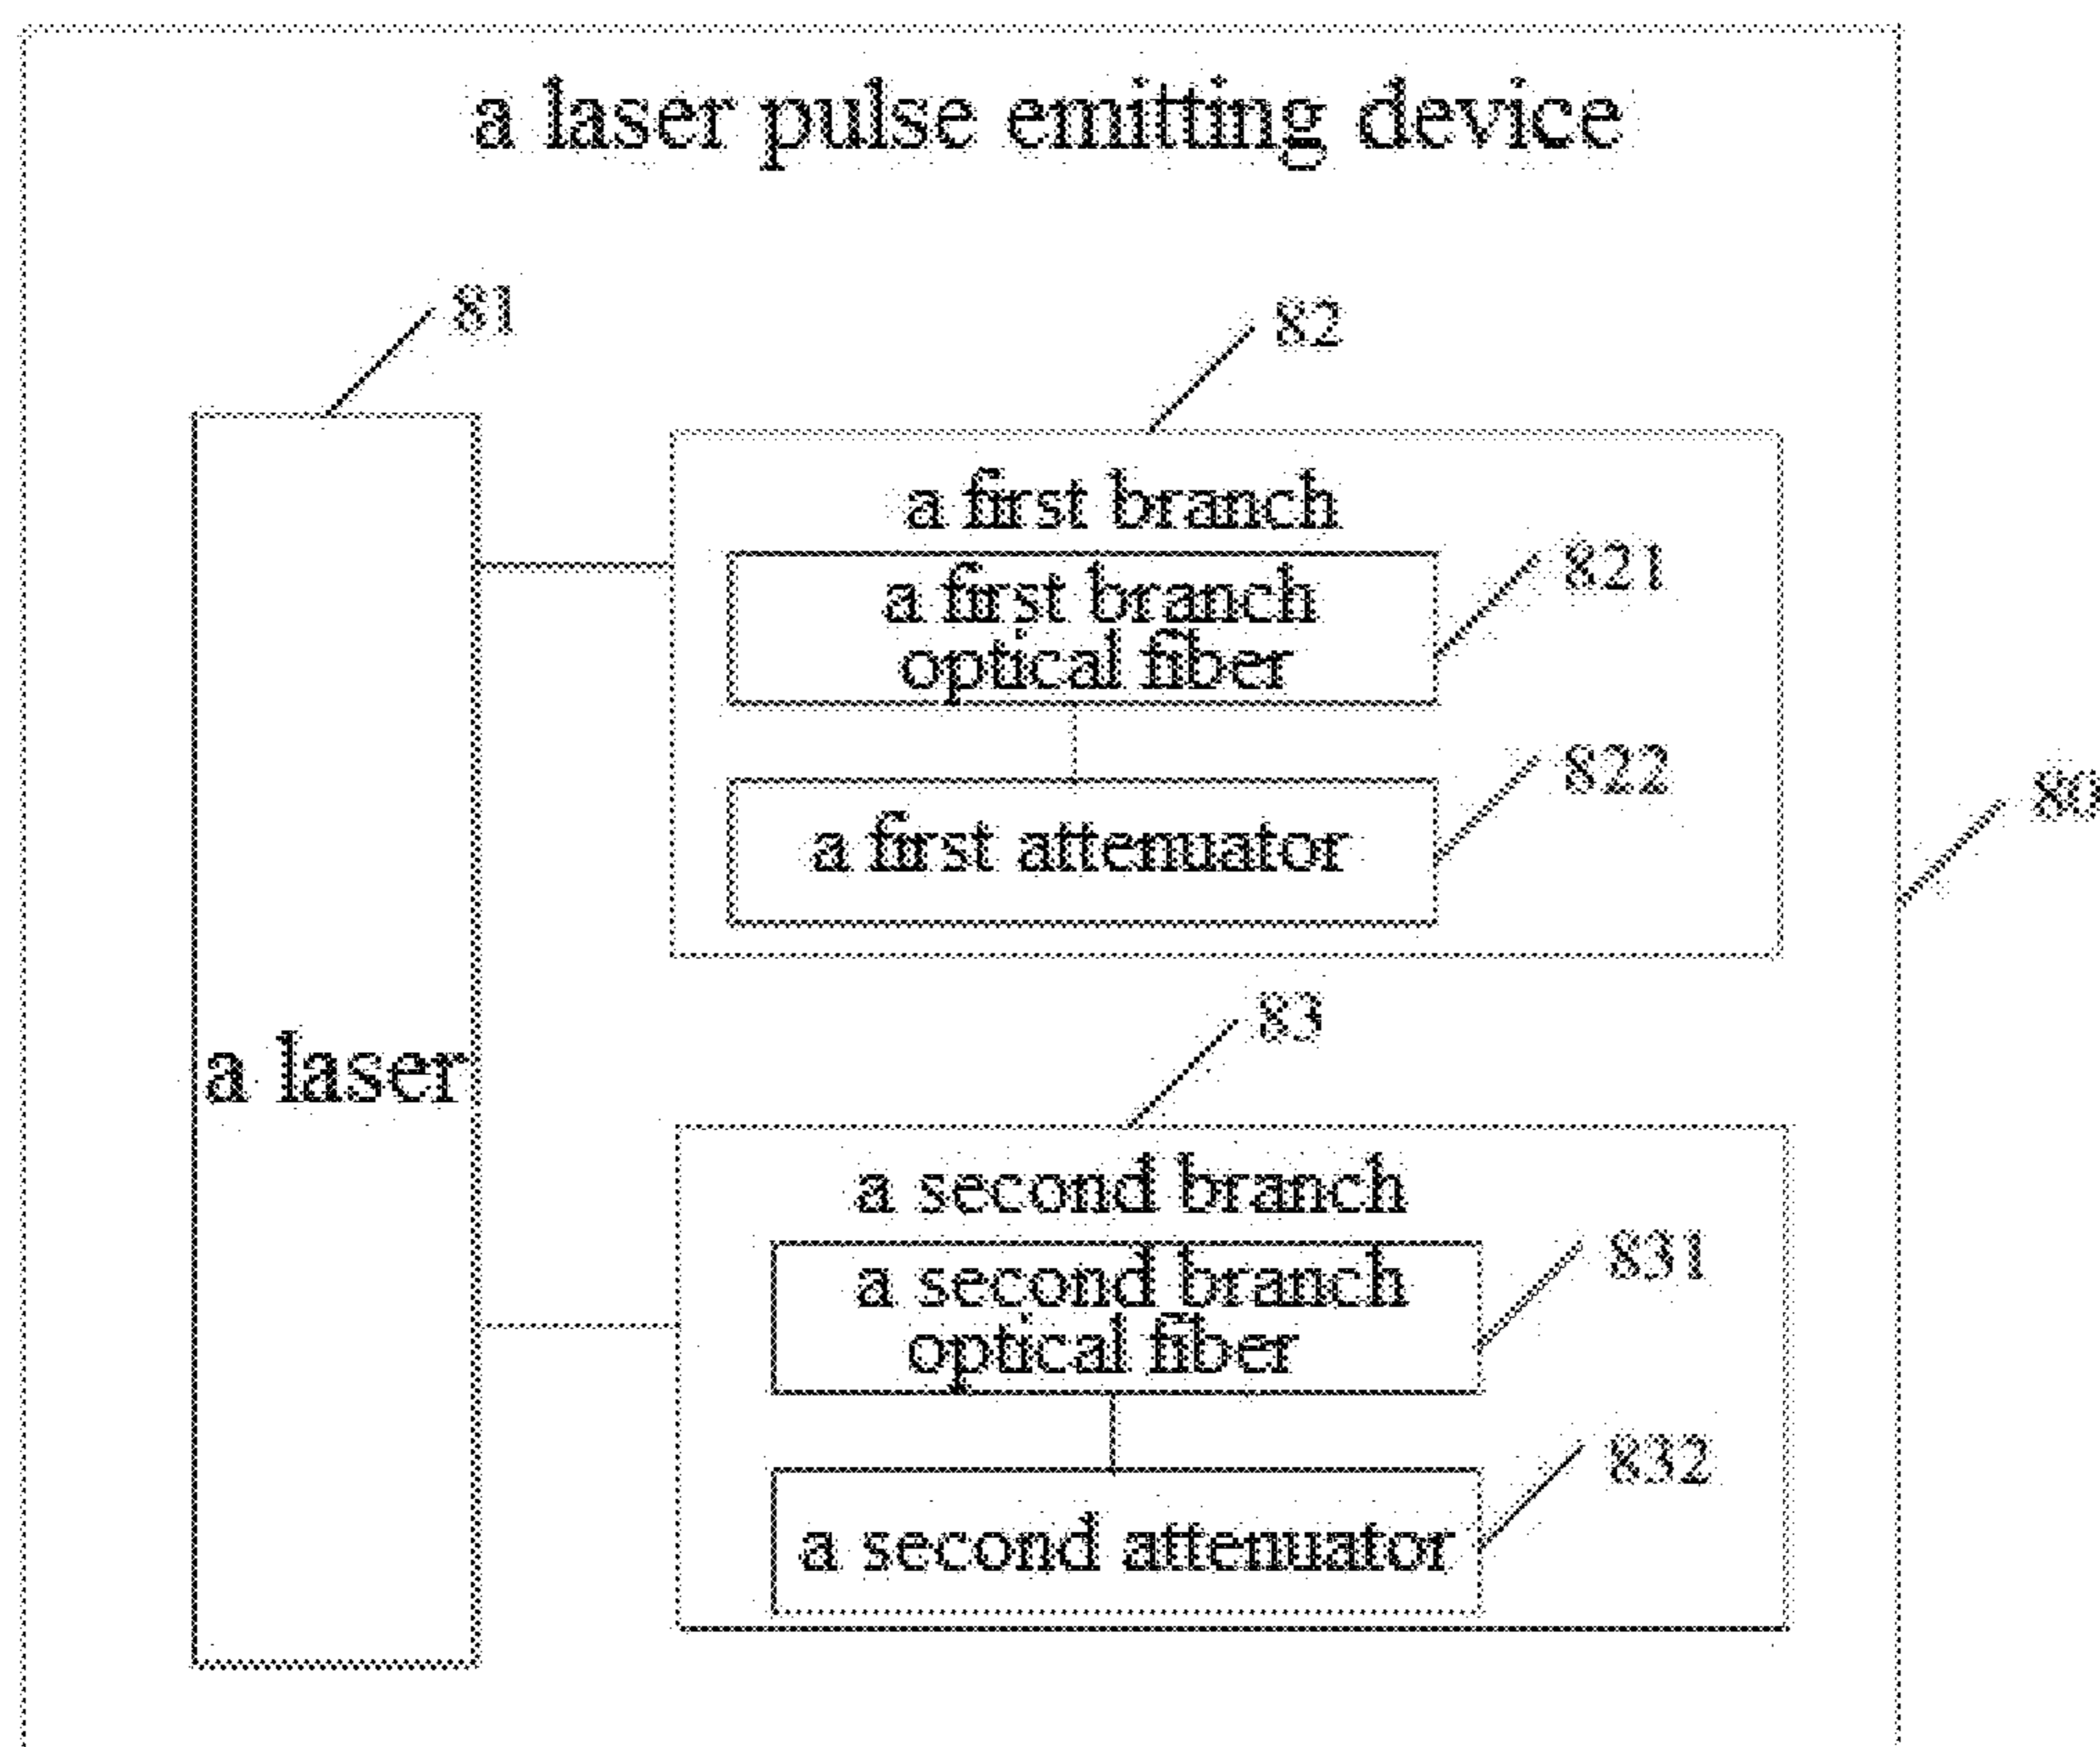 a laser pulse emitting device
81
82
a first branch
a first branch
optical fiber
821
822
a first attenuator
80
83
a laser
a second branch
a second branch
optical fiber
831
832
a second attenuator